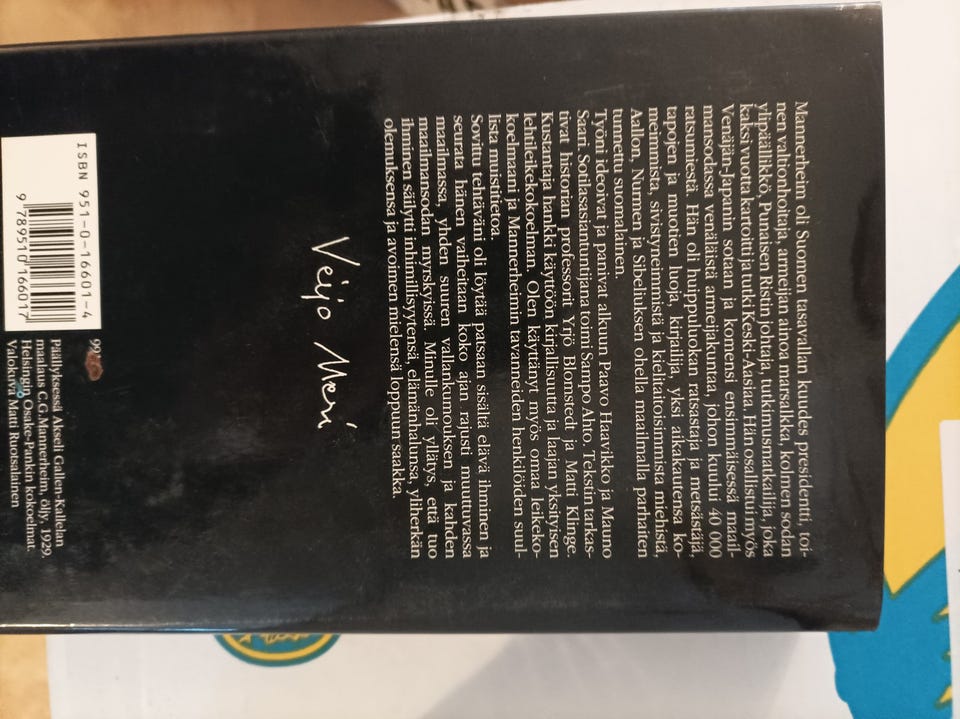 Mannerheim oli Suomen tasavallan kuudes presidentti, toi-
nen valtionhoitaja, armeijan ainoa sotamarsalkka, kolmen sodan
ylipäällikkö, Punaisen Ristin johtaja, tutkimusmatkailija, joka
kaksi vuotta kartoitti ja tutki Keski-Aasiaa. Hän osallistui myös
Venäjän-Japanin sotaan ja komensi ensimmäisessä maail-
mansodassa venäläistä armeijakuntaa, johon kuului 40 000
ratsumiestä. Hän oli huippuluokan ratsastaja ja metsästäjä,
tapojen ja muotien luoja, kirjailija, yksi aikakautensa ko-
meimmista, sivistyneimmistä ja kielitaitoisimmista miehistä,
Aallon, Nurmen ja Sibeliuksen ohella maailmalla parhaiten
tunnettu suomalainen.
Työni ideoivat ja panivat alkuun Paavo Haavikko ja Mauno
Saari. Sotilasasiantuntijana toimi Sampo Ahto. Tekstin tarkas-
tivat historian professorit Yrjö Blomstedt ja Matti Klinge.
Kustantaja hankki käyttöön kirjallisuutta ja laajan yksityisen
lehtileikekokoelman. Olen käyttänyt myös omaa leikeko-
koelmaani ja Mannerheimin tavanneiden henkilöiden suul-
lista muistitietoa.
Sovittu tehtäväni oli löytää patsaan sisältä elävä ihminen ja
seurata hänen vaiheitaan koko ajan rajusti muuttuvassa
maailmassa, yhden suuren vallankumouksen ja kahden
maailmansodan myrskyissä. Minulle oli yllätys, että tuo
ihminen säilytti inhimillisyytensä, elämänhalunsa, yliherkän
olemuksensa ja avoimen mielensä loppuun saakka.
Veijo Meri
99
Päällyksessä Akseli Gallen-Kallelan
maalaus C.G. Mannerheim, öljy, 1929,
Helsingin Osake-Pankin kokoelmat.
Valokuva Matti Ruotsalainen
ISBN 951-0-16601-4
9 789510 166017